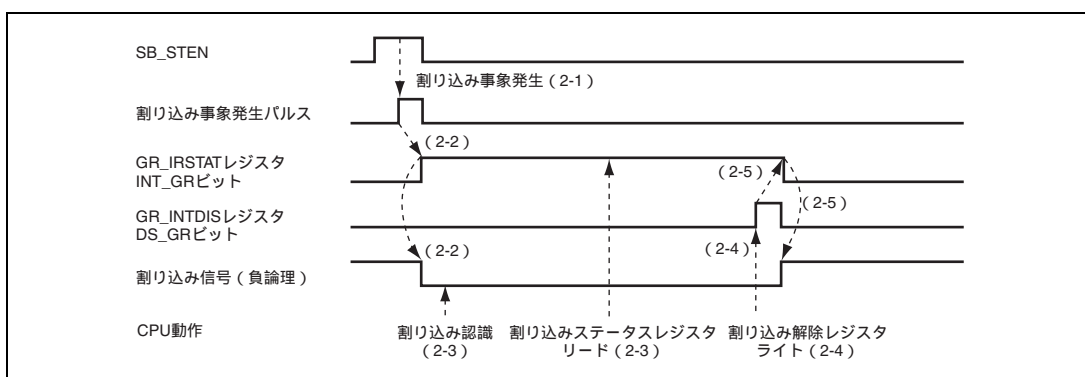 SB_STEN
割り込み事象発生（2-1）
割り込み事象発生パルス
（2-2）
GR_IRSTATレジスタ
INT_GRビット
（2-5）
（2-5）
GR_INTDISレジスタ
DS_GRビット
（2-2）
（2-4）
割り込み信号（負論理）
CPU動作
割り込み認識
（2-3）
割り込みステータスレジスタ
リード（2-3）
割り込み解除レジスタ
ライト（2-4）